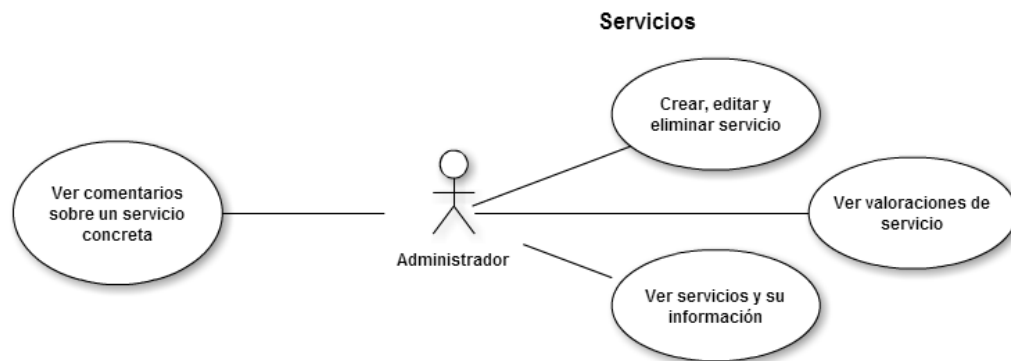 Servicios
Crear, editar y
eliminar servicio
Ver comentarios
sobre un servicio
concreta
Ver valoraciones de
servicio
Administrador
Ver servicios y su
información